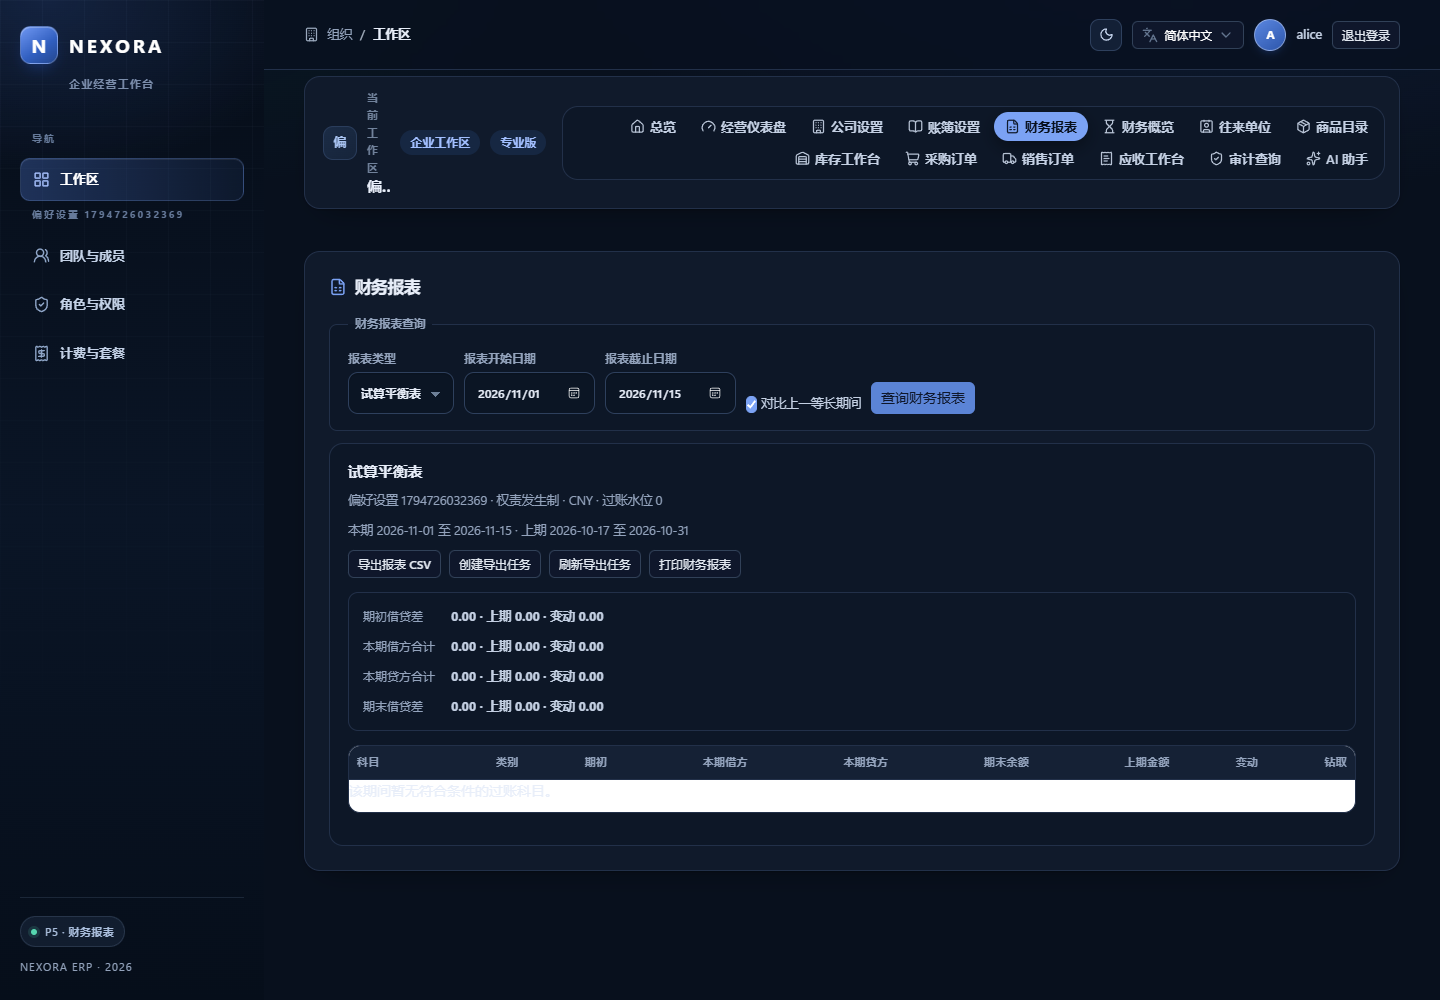 N NEXORA
企业经营工作台
导航
工作区
偏好设置 1794726032369
团队与成员
角色与权限
计费与套餐
P5 · 财务报表
NEXORA ERP · 2026
组织 / 工作区
简体中文
A
alice
退出登录
偏
当前工作区
偏..
企业工作区
专业版
总览
经营仪表盘
公司设置
账簿设置
财务报表
财务概览
往来单位
商品目录
库存工作台
采购订单
销售订单
应收工作台
审计查询
AI 助手
财务报表
财务报表查询
报表类型
报表开始日期
报表截止日期
试算平衡表
2026/11/01
2026/11/15
对比上一等长期间
查询财务报表
试算平衡表
偏好设置 1794726032369 · 权责发生制 · CNY · 过账水位 0
本期 2026-11-01 至 2026-11-15 · 上期 2026-10-17 至 2026-10-31
导出报表 CSV
创建导出任务
刷新导出任务
打印财务报表
期初借贷差 0.00 · 上期 0.00 · 变动 0.00
本期借方合计 0.00 · 上期 0.00 · 变动 0.00
本期贷方合计 0.00 · 上期 0.00 · 变动 0.00
期末借贷差 0.00 · 上期 0.00 · 变动 0.00
科目 类别 期初 本期借方 本期贷方 期末余额 上期金额 变动 钻取
该期间暂无符合条件的过账科目。